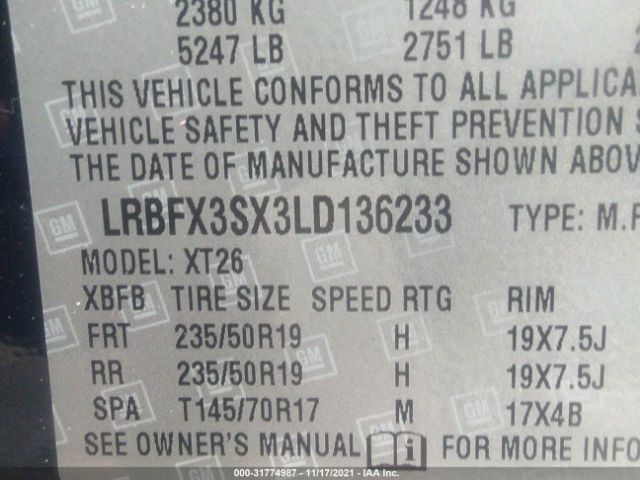 2380 KG 1248 KG
5247 LB 2751 LB
THIS VEHICLE CONFORMS TO ALL APPLICA
VEHICLE SAFETY AND THEFT PREVENTION S
THE DATE OF MANUFACTURE SHOWN ABOV
LRBFX3SX3LD136233 TYPE: M.P
MODEL: XT26
XBFB TIRE SIZE SPEED RTG RIM
FRT 235/50R19 H 19X7.5J
RR 235/50R19 H 19X7.5J
SPA T145/70R17 M 17X4B
SEE OWNER'S MANUAL i FOR MORE INFO
000-31774987 - 11/17/2021 - IAA Inc.